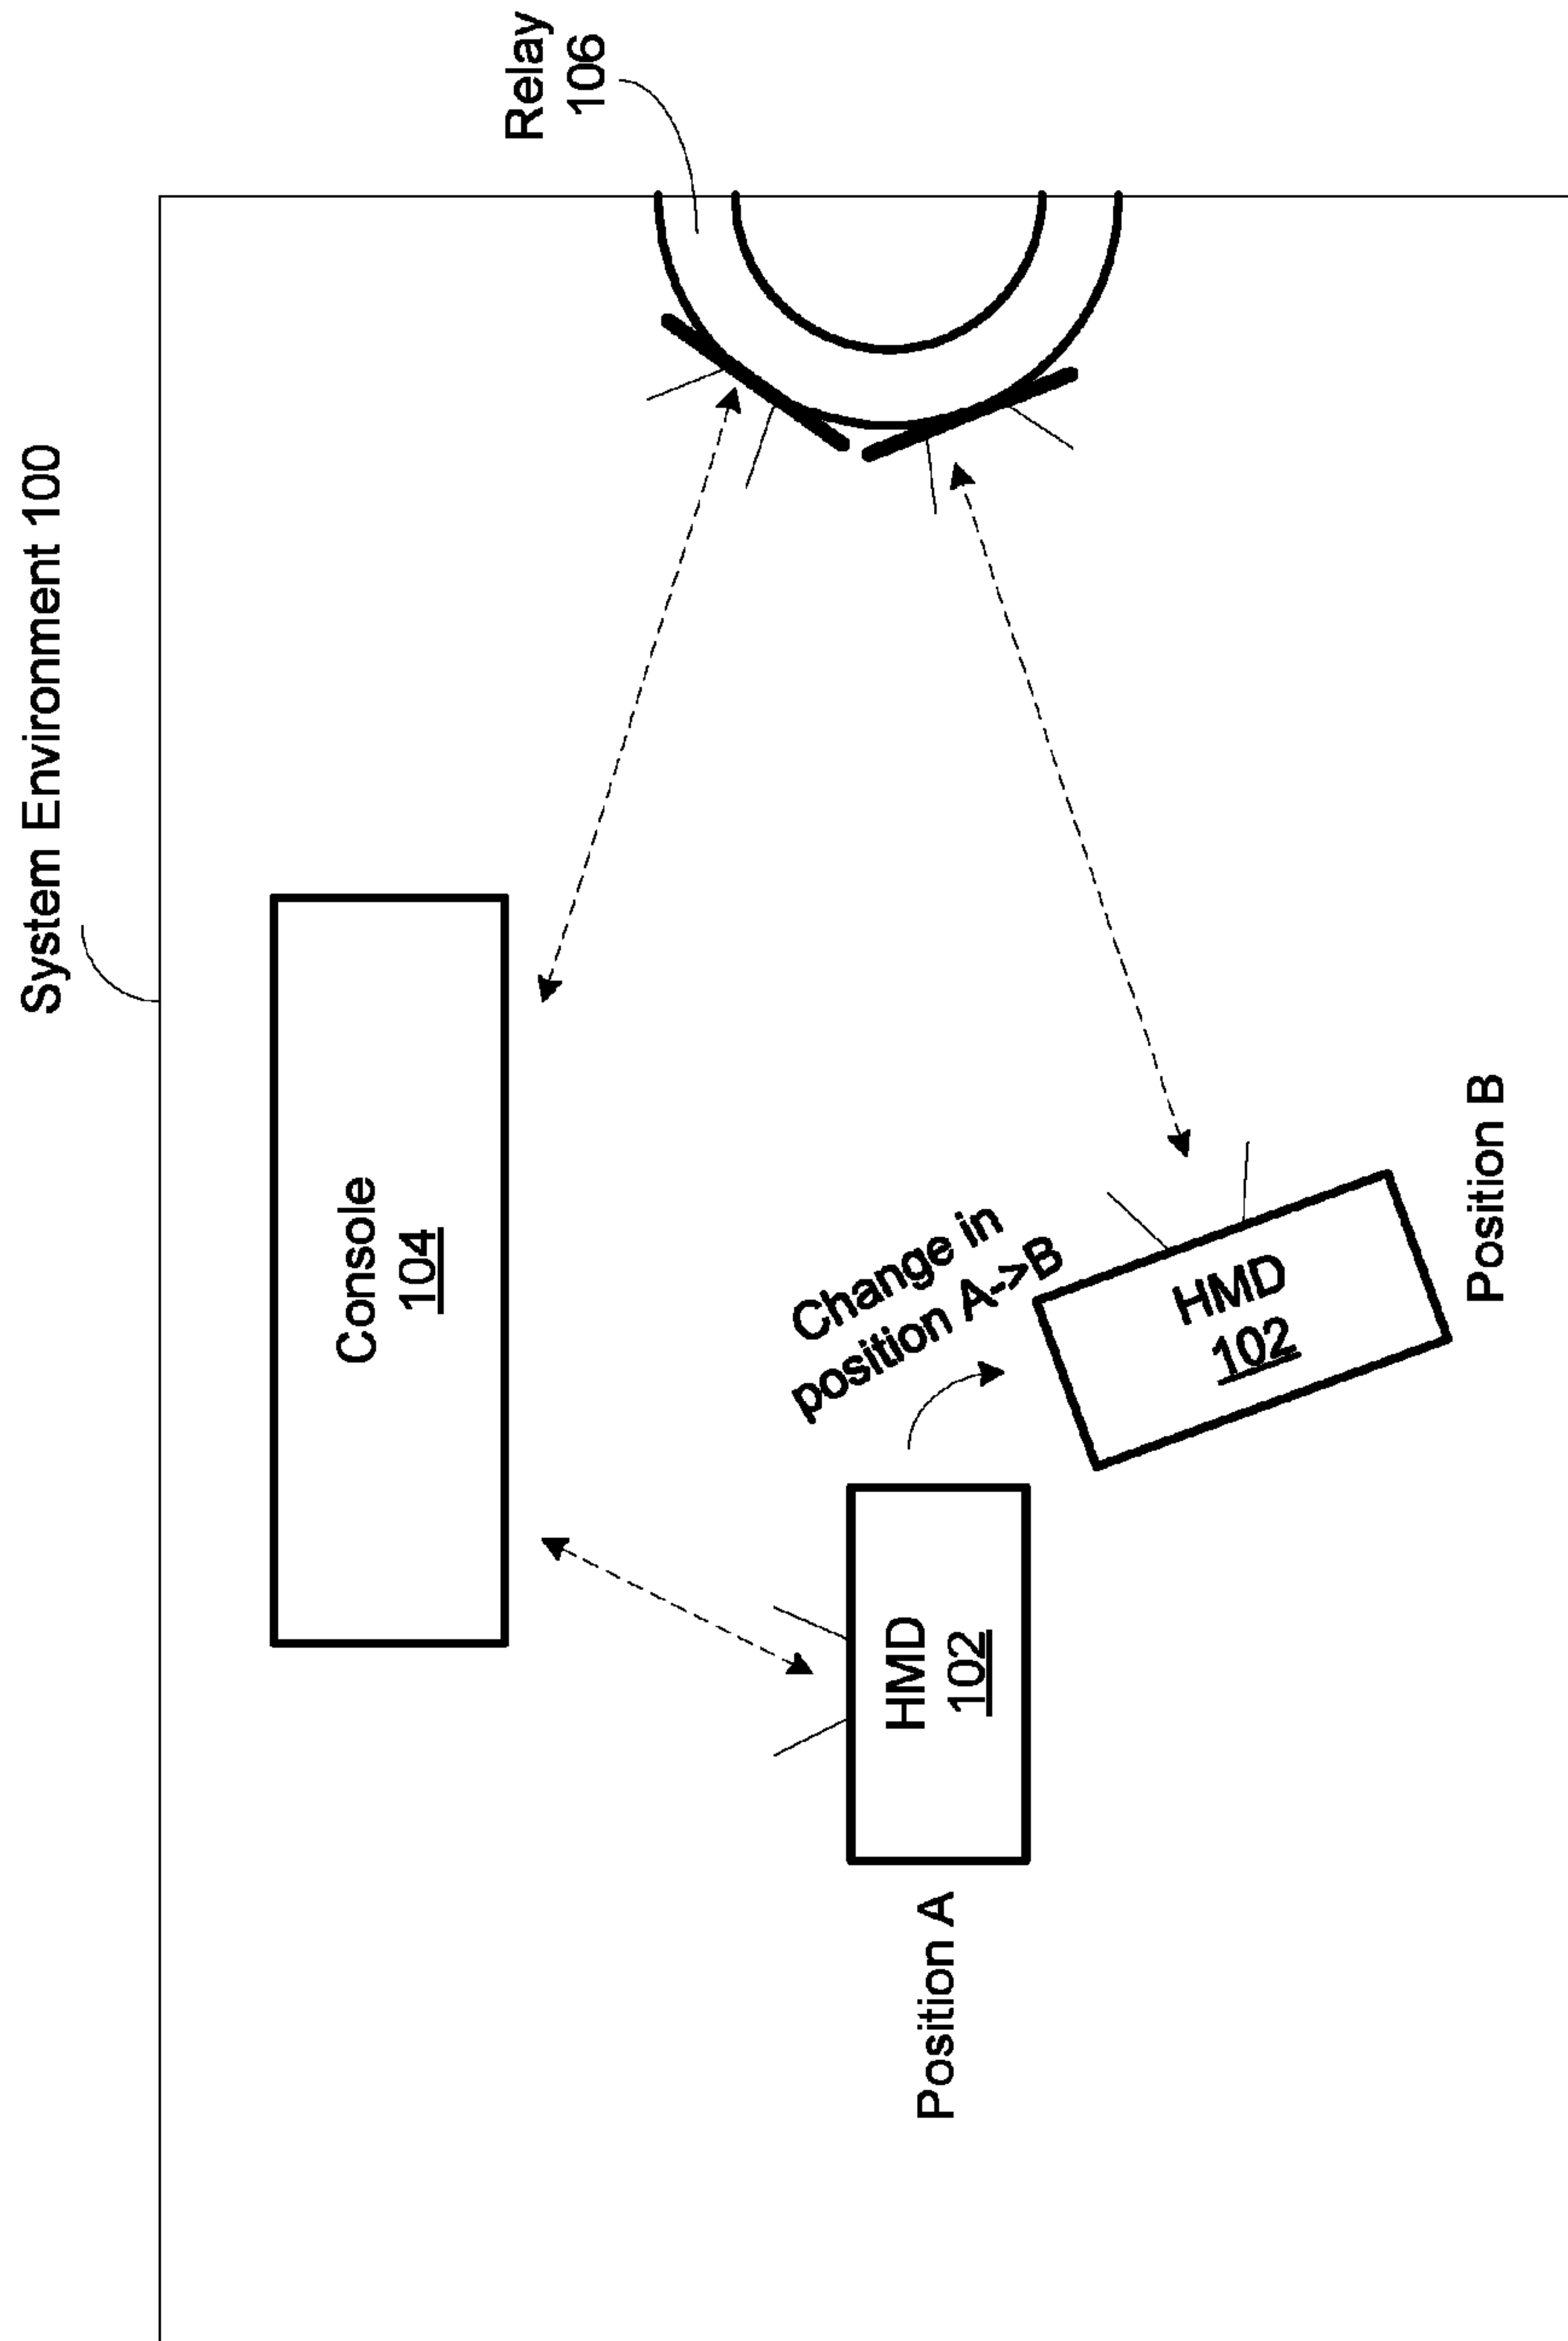 System Environment 100
Relay
106
Console
104
Change in
position A->B
HMD
102
Position A
HMD
102
Position B